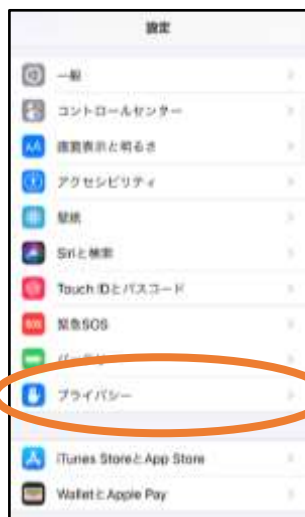 設定
一般
コントロールセンター
画面表示と明るさ
アクセシビリティ
壁紙
Siriと検索
Touch IDとパスコード
SOS
緊急SOS
プライバシー
iTunes StoreとApp Store
WalletとApple Pay